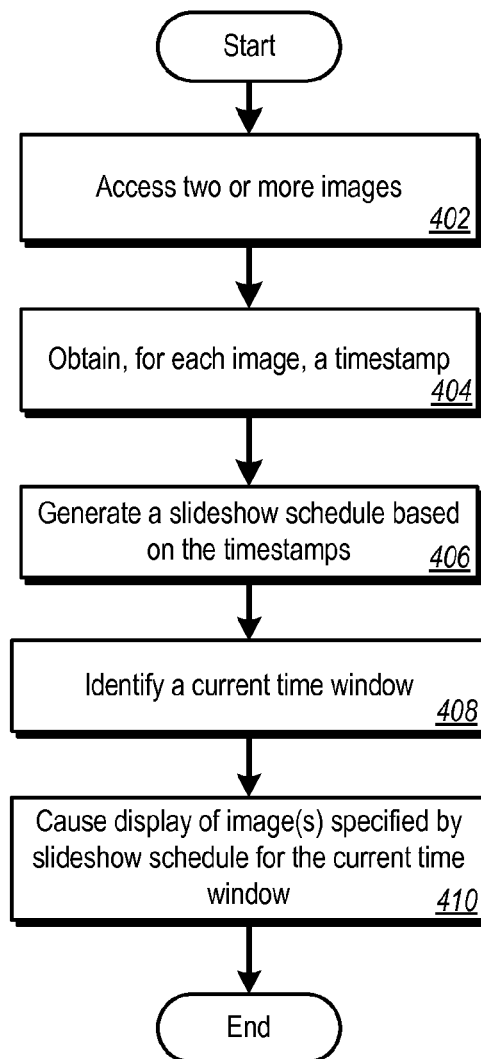 Start
Access two or more images
402
Obtain, for each image, a timestamp
404
Generate a slideshow schedule based
on the timestamps
406
Identify a current time window
408
Cause display of image(s) specified by
slideshow schedule for the current time
window
410
End